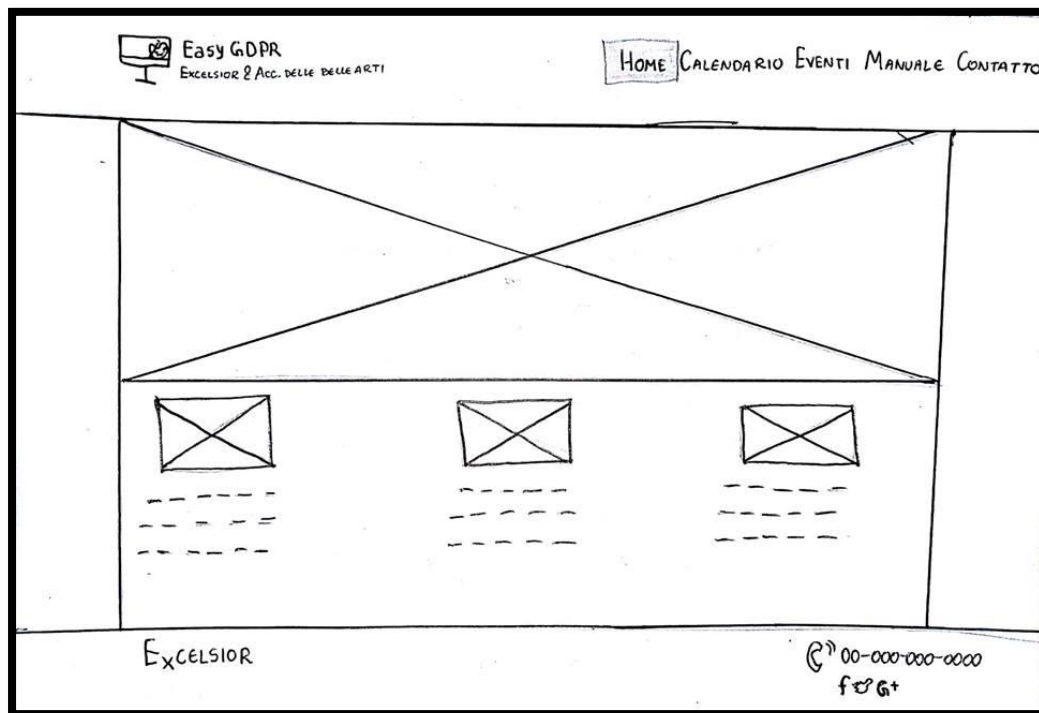 Easy GDPR
EXCELSIOR & ACC. DELLE BELLE ARTI
HOME CALENDARIO EVENTI MANUALE CONTATTO
EXCELSIOR
00-000-000-0000
f G+